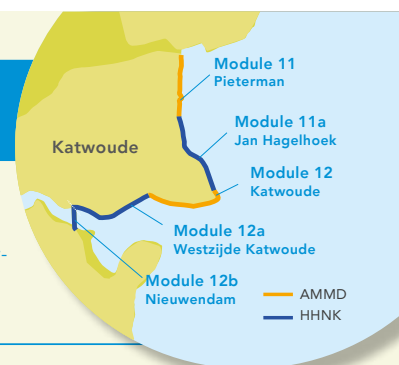 Module 11
Pieterman
Module 11a
Jan Hagelhoek
Katwoude
Module 12
Katwoude
Module 12a
Westzijde Katwoude
-
Module 12b
Nieuwendam
AMMD
HHNK